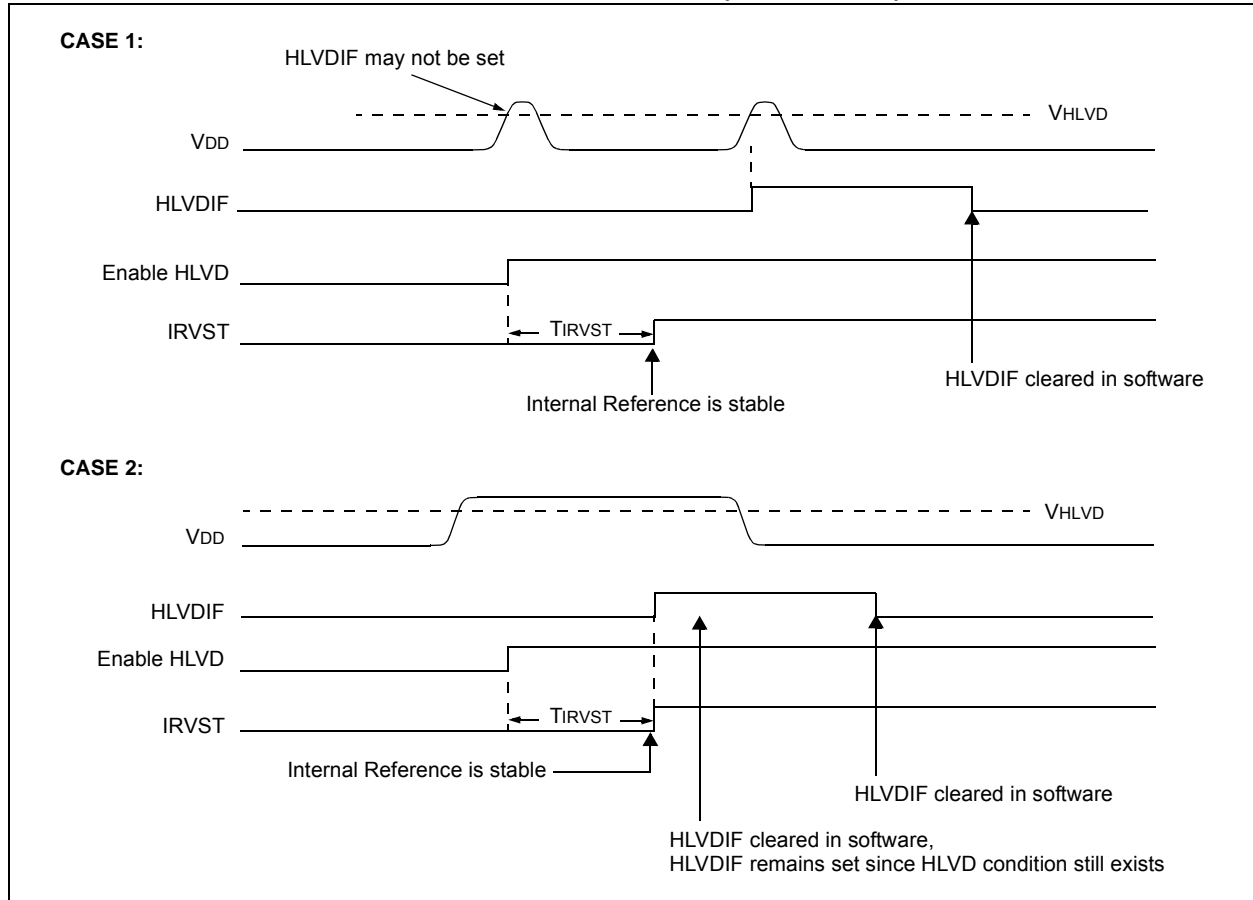 CASE 1:
HLVDIF may not be set
VHLVD
VDD
HLVDIF
Enable HLVD
TIRVST
IRVST
HLVDIF cleared in software
Internal Reference is stable
CASE 2:
VHLVD
VDD
HLVDIF
Enable HLVD
TIRVST
IRVST
Internal Reference is stable
HLVDIF cleared in software
HLVDIF cleared in software,
HLVDIF remains set since HLVD condition still exists